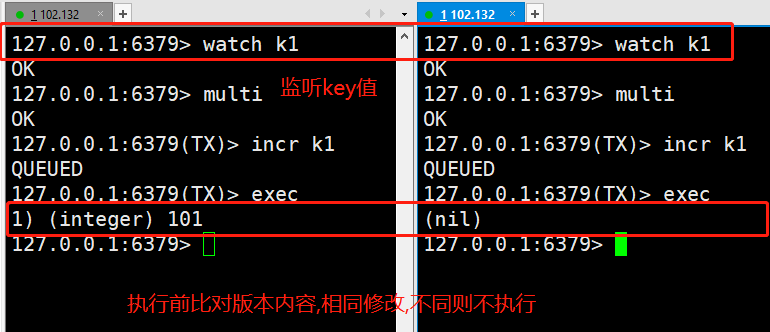 1 102.132
127.0.0.1:6379> watch k1
OK
127.0.0.1:6379> multi
监听key值
OK
127.0.0.1:6379(TX)> incr k1
QUEUED
127.0.0.1:6379(TX)> exec
1) (integer) 101
127.0.0.1:6379>
1 102.132
127.0.0.1:6379> watch k1
OK
127.0.0.1:6379> multi
OK
127.0.0.1:6379(TX)> incr k1
QUEUED
127.0.0.1:6379(TX)> exec
(nil)
127.0.0.1:6379>
执行前比对版本内容,相同修改,不同则不执行